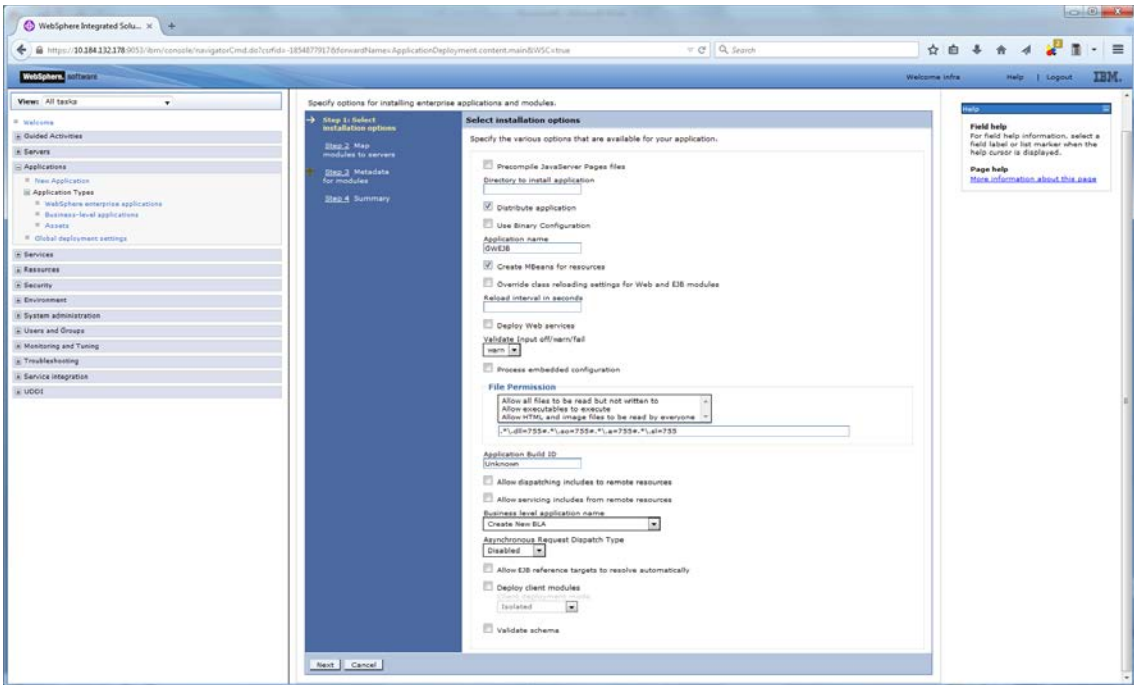 WebSphere Integrated Solu... × +
https://10.184.132.178:9053/ibm/console/navigatorCmd.do?csrfid=-1854877917&forwardName=ApplicationDeployment.content.main&WSC=true
Search
WebSphere. software
Welcome infra Help | Logout IBM.
View: All tasks
Welcome
Guided Activities
Servers
Applications
New Application
Application Types
WebSphere enterprise applications
Business-level applications
Assets
Global deployment settings
Services
Resources
Security
Environment
System administration
Users and Groups
Monitoring and Tuning
Troubleshooting
Service integration
UDDI
Specify options for installing enterprise applications and modules.
Step 1: Select
installation options
Step 2 Map
modules to servers
Step 3 Metadata
for modules
Step 4 Summary
Select installation options
Specify the various options that are available for your application.
Precompile JavaServer Pages files
Directory to install application
Distribute application
Use Binary Configuration
Application name
GWEJB
Create MBeans for resources
Override class reloading settings for Web and EJB modules
Reload interval in seconds
Deploy Web services
Validate Input off/warn/fail
warn
Process embedded configuration
File Permission
Allow all files to be read but not written to
Allow executables to execute
Allow HTML and image files to be read by everyone
.*\.dll=755#.*\.so=755#.*\.a=755#.*\.sl=755
Application Build ID
Unknown
Allow dispatching includes to remote resources
Allow servicing includes from remote resources
Business level application name
Create New BLA
Asynchronous Request Dispatch Type
Disabled
Allow EJB reference targets to resolve automatically
Deploy client modules
Client deployment mode
Isolated
Validate schema
Next Cancel
Help
Field help
For field help information, select a
field label or list marker when the
help cursor is displayed.
Page help
More information about this page